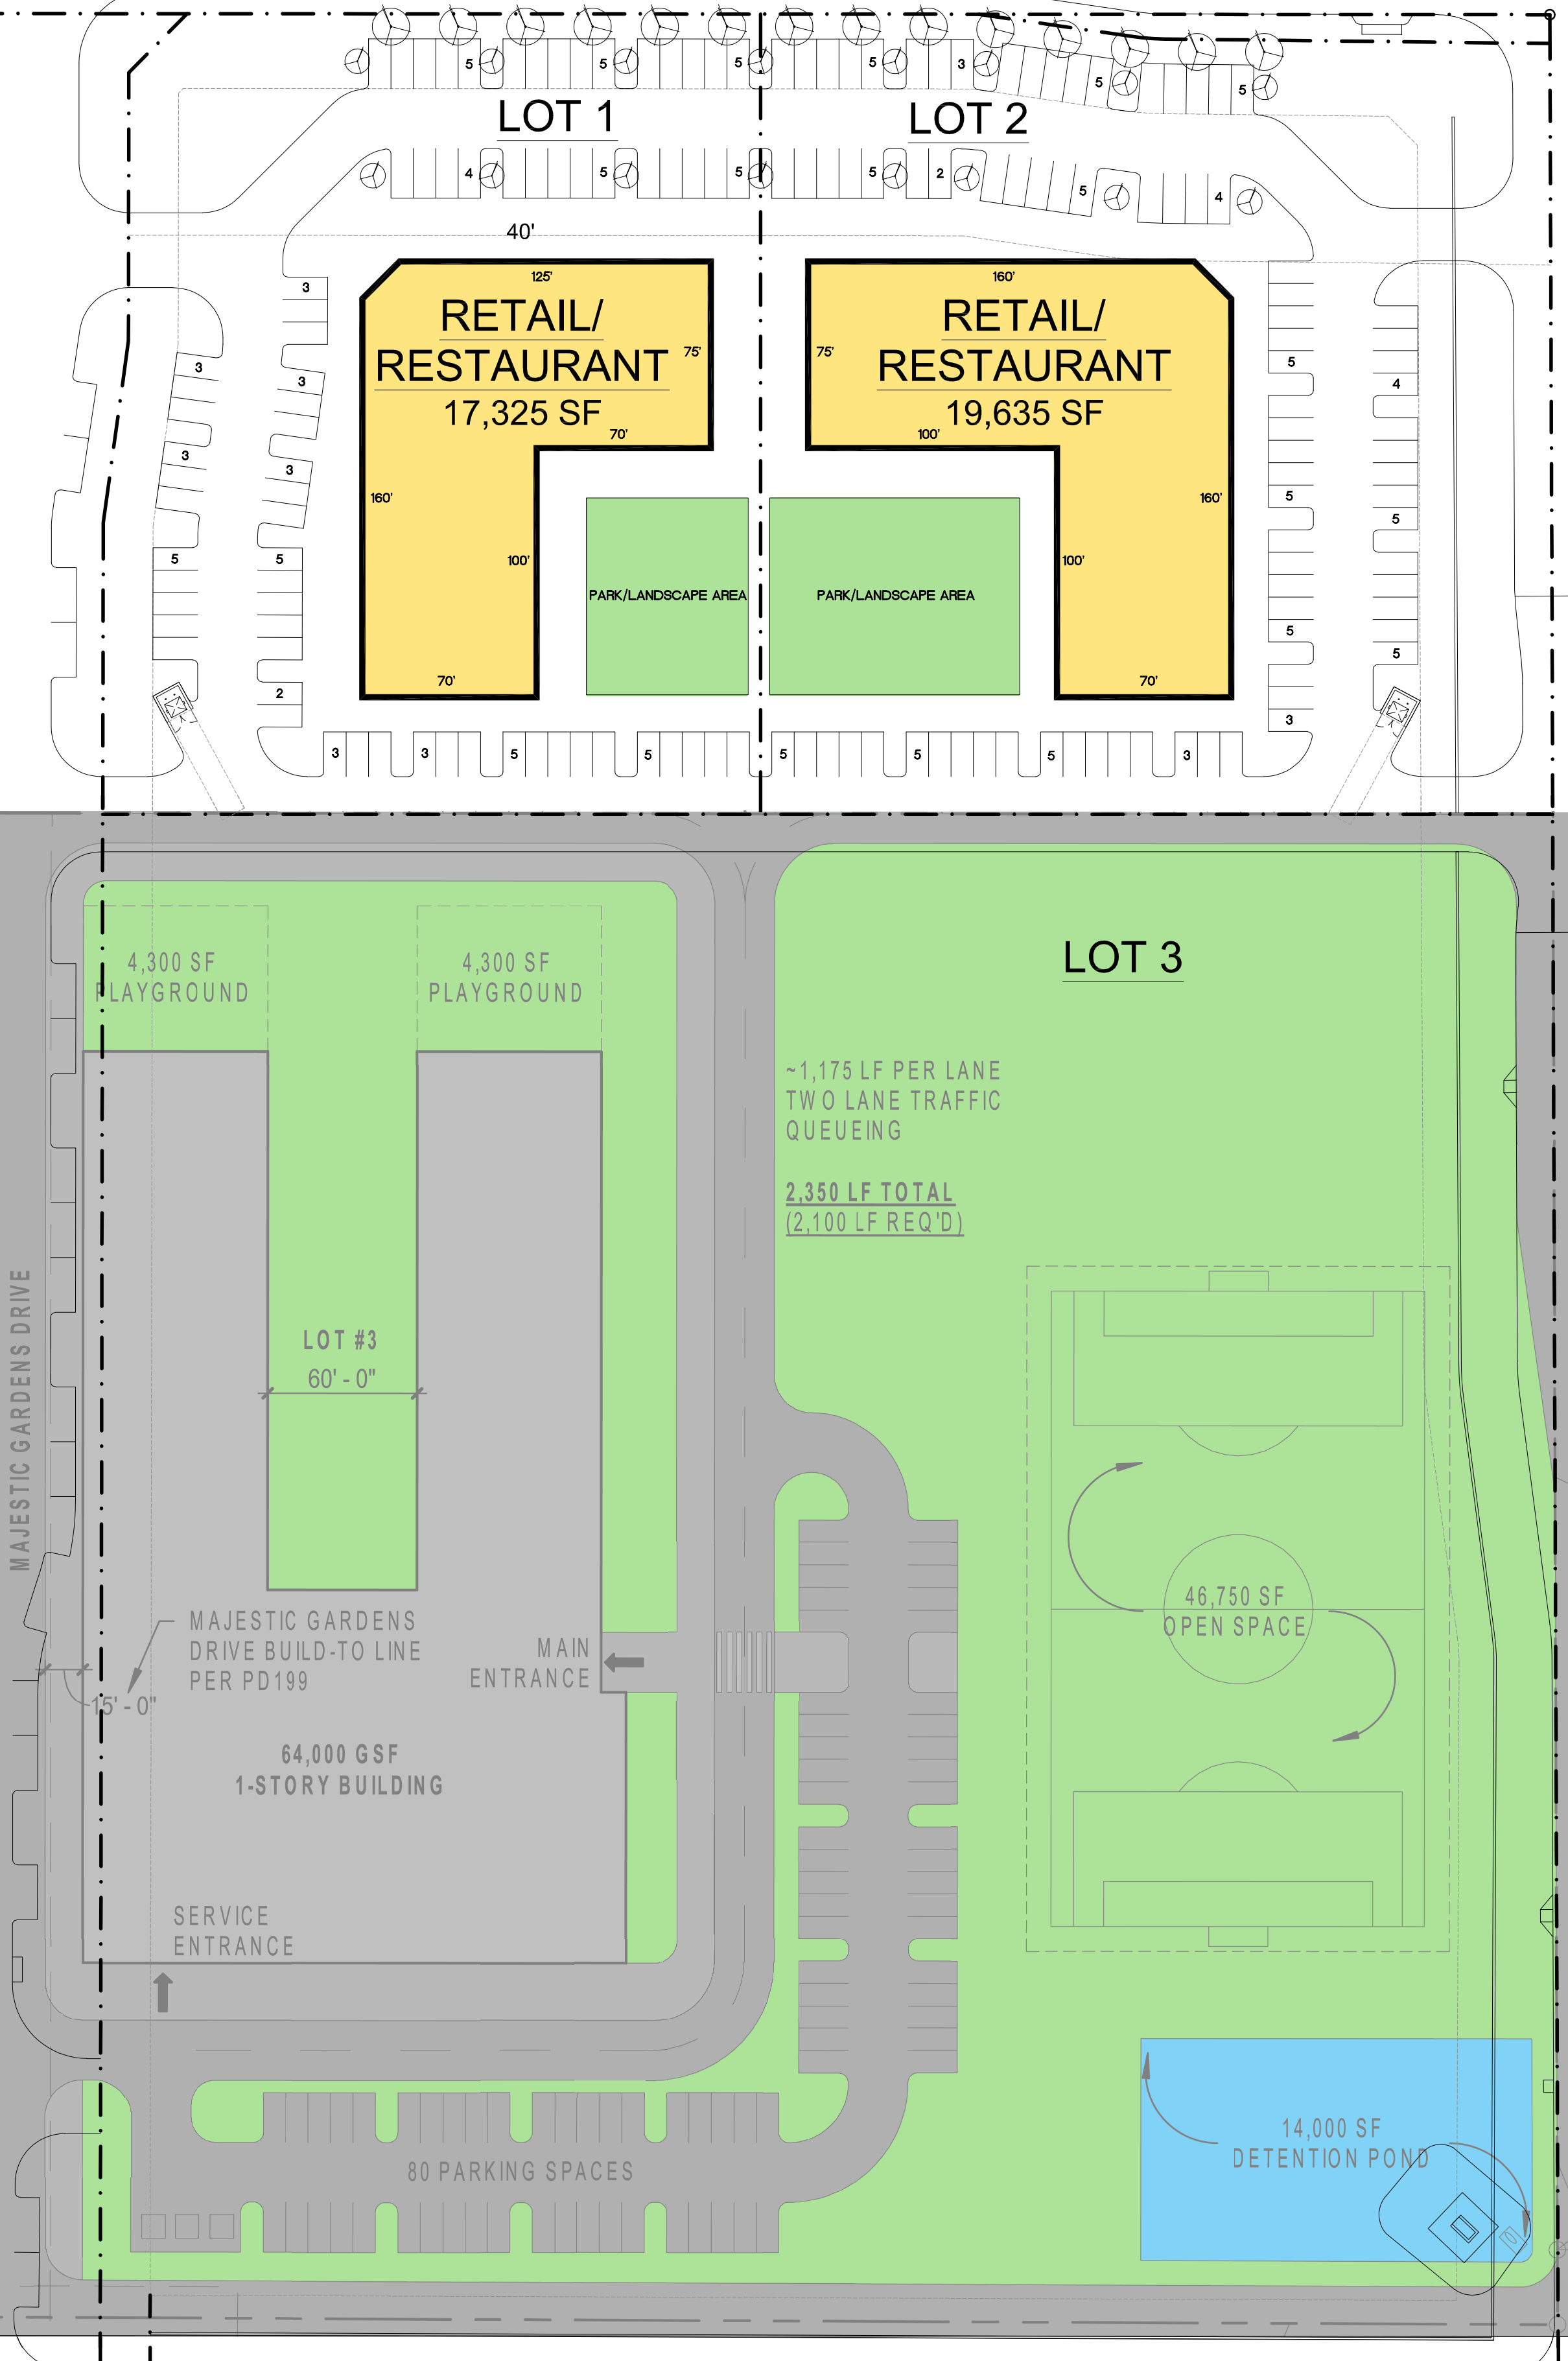 5 5 5 5 3 5 5
LOT 1
LOT 2
4 5 5 5 2 5 4
40'
125'
160'
RETAIL/
RESTAURANT
17,325 SF
75'
70'
160'
100'
70'
RETAIL/
RESTAURANT
19,635 SF
75'
100'
160'
100'
70'
3
3
3
3
3
5
5
2
5
4
5
5
5
5
3
PARK/LANDSCAPE AREA
PARK/LANDSCAPE AREA
3 3 5 5 5 5 5 3
4,300 SF
PLAYGROUND
4,300 SF
PLAYGROUND
LOT 3
~1,175 LF PER LANE
TWO LANE TRAFFIC
QUEUEING
2,350 LF TOTAL
(2,100 LF REQ'D)
MAJESTIC GARDENS DRIVE
LOT #3
60' - 0"
46,750 SF
OPEN SPACE
MAJESTIC GARDENS
DRIVE BUILD-TO LINE
PER PD199
15' - 0"
MAIN
ENTRANCE
64,000 GSF
1-STORY BUILDING
SERVICE
ENTRANCE
14,000 SF
DETENTION POND
80 PARKING SPACES